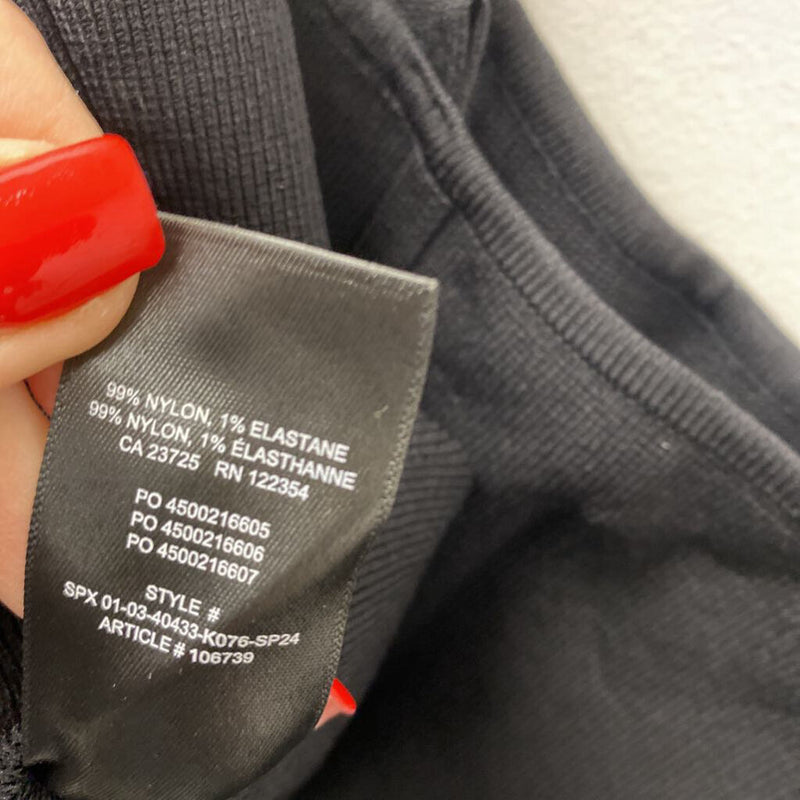 99% NYLON, 1% ELASTANE
99% NYLON, 1% ÉLASTHANNE
CA 23725 RN 122354
PO 4500216605
PO 4500216606
PO 4500216607
STYLE #
SPX 01-03-40433-K076-SP24
ARTICLE # 106739